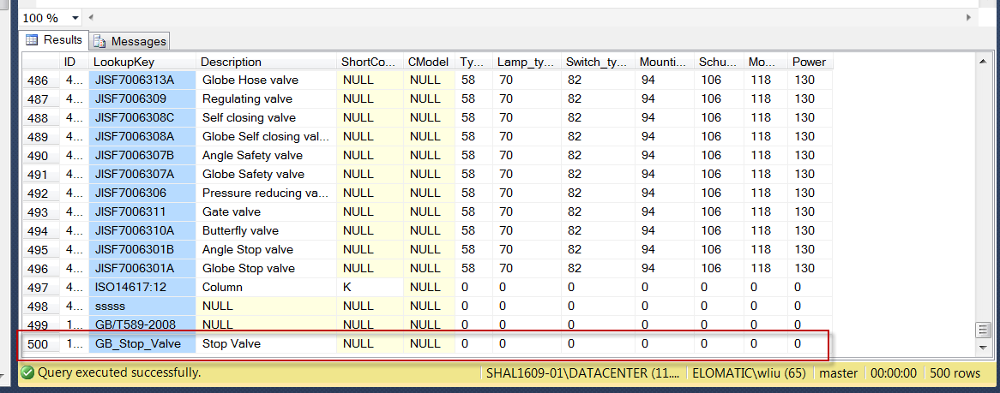 100 %
Results Messages
ID LookupKey Description ShortCo... CModel Ty... Lamp_ty... Switch_ty... Mounti... Schu... Mo... Power
486 4... JISF7006313A Globe Hose valve NULL NULL 58 70 82 94 106 118 130
487 4... JISF7006309 Regulating valve NULL NULL 58 70 82 94 106 118 130
488 4... JISF7006308C Self closing valve NULL NULL 58 70 82 94 106 118 130
489 4... JISF7006308A Globe Self closing val... NULL NULL 58 70 82 94 106 118 130
490 4... JISF7006307B Angle Safety valve NULL NULL 58 70 82 94 106 118 130
491 4... JISF7006307A Globe Safety valve NULL NULL 58 70 82 94 106 118 130
492 4... JISF7006306 Pressure reducing va... NULL NULL 58 70 82 94 106 118 130
493 4... JISF7006311 Gate valve NULL NULL 58 70 82 94 106 118 130
494 4... JISF7006310A Butterfly valve NULL NULL 58 70 82 94 106 118 130
495 4... JISF7006301B Angle Stop valve NULL NULL 58 70 82 94 106 118 130
496 4... JISF7006301A Globe Stop valve NULL NULL 58 70 82 94 106 118 130
497 4... ISO14617:12 Column K NULL 0 0 0 0 0 0 0
498 4... sssss NULL NULL NULL 0 0 0 0 0 0 0
499 1... GB/T589-2008 NULL NULL NULL 0 0 0 0 0 0 0
500 1... GB_Stop_Valve Stop Valve NULL NULL 0 0 0 0 0 0 0
Query executed successfully. SHAL1609-01\DATACENTER (11.... ELOMATIC\wliu (65) master 00:00:00 500 rows